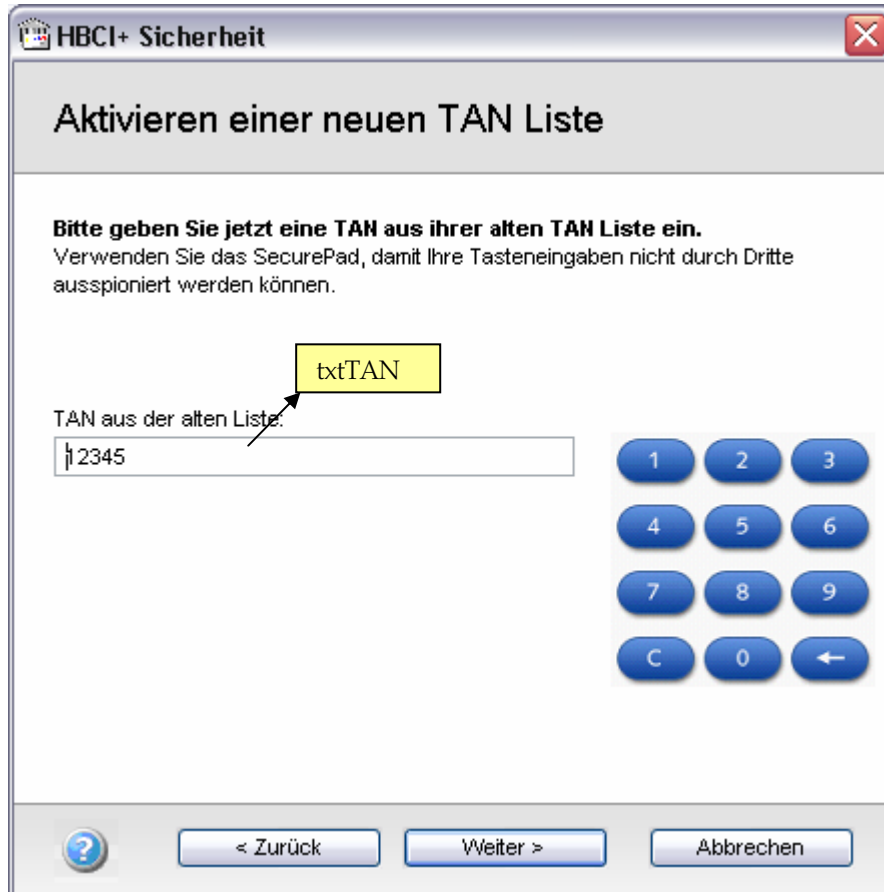 HBCI+ Sicherheit
Aktivieren einer neuen TAN Liste
Bitte geben Sie jetzt eine TAN aus ihrer alten TAN Liste ein.
Verwenden Sie das SecurePad, damit Ihre Tasteneingaben nicht durch Dritte
ausspioniert werden können.
txtTAN
TAN aus der alten Liste:
12345
1 2 3
4 5 6
7 8 9
C 0 ←
? < Zurück Weiter > Abbrechen